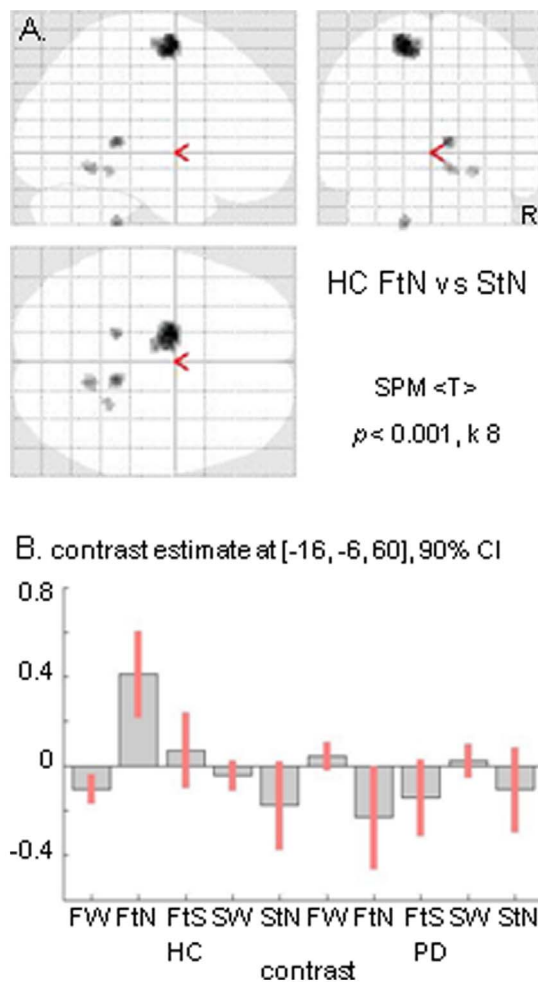 A.
R
HC FtN vs StN
SPM <T>
p < 0.001, k 8
B. contrast estimate at [-16, -6, 60], 90% CI
0.8
0.4
0
-0.4
FW FtN FtS SW StN FW FtN FtS SW StN
HC PD
contrast